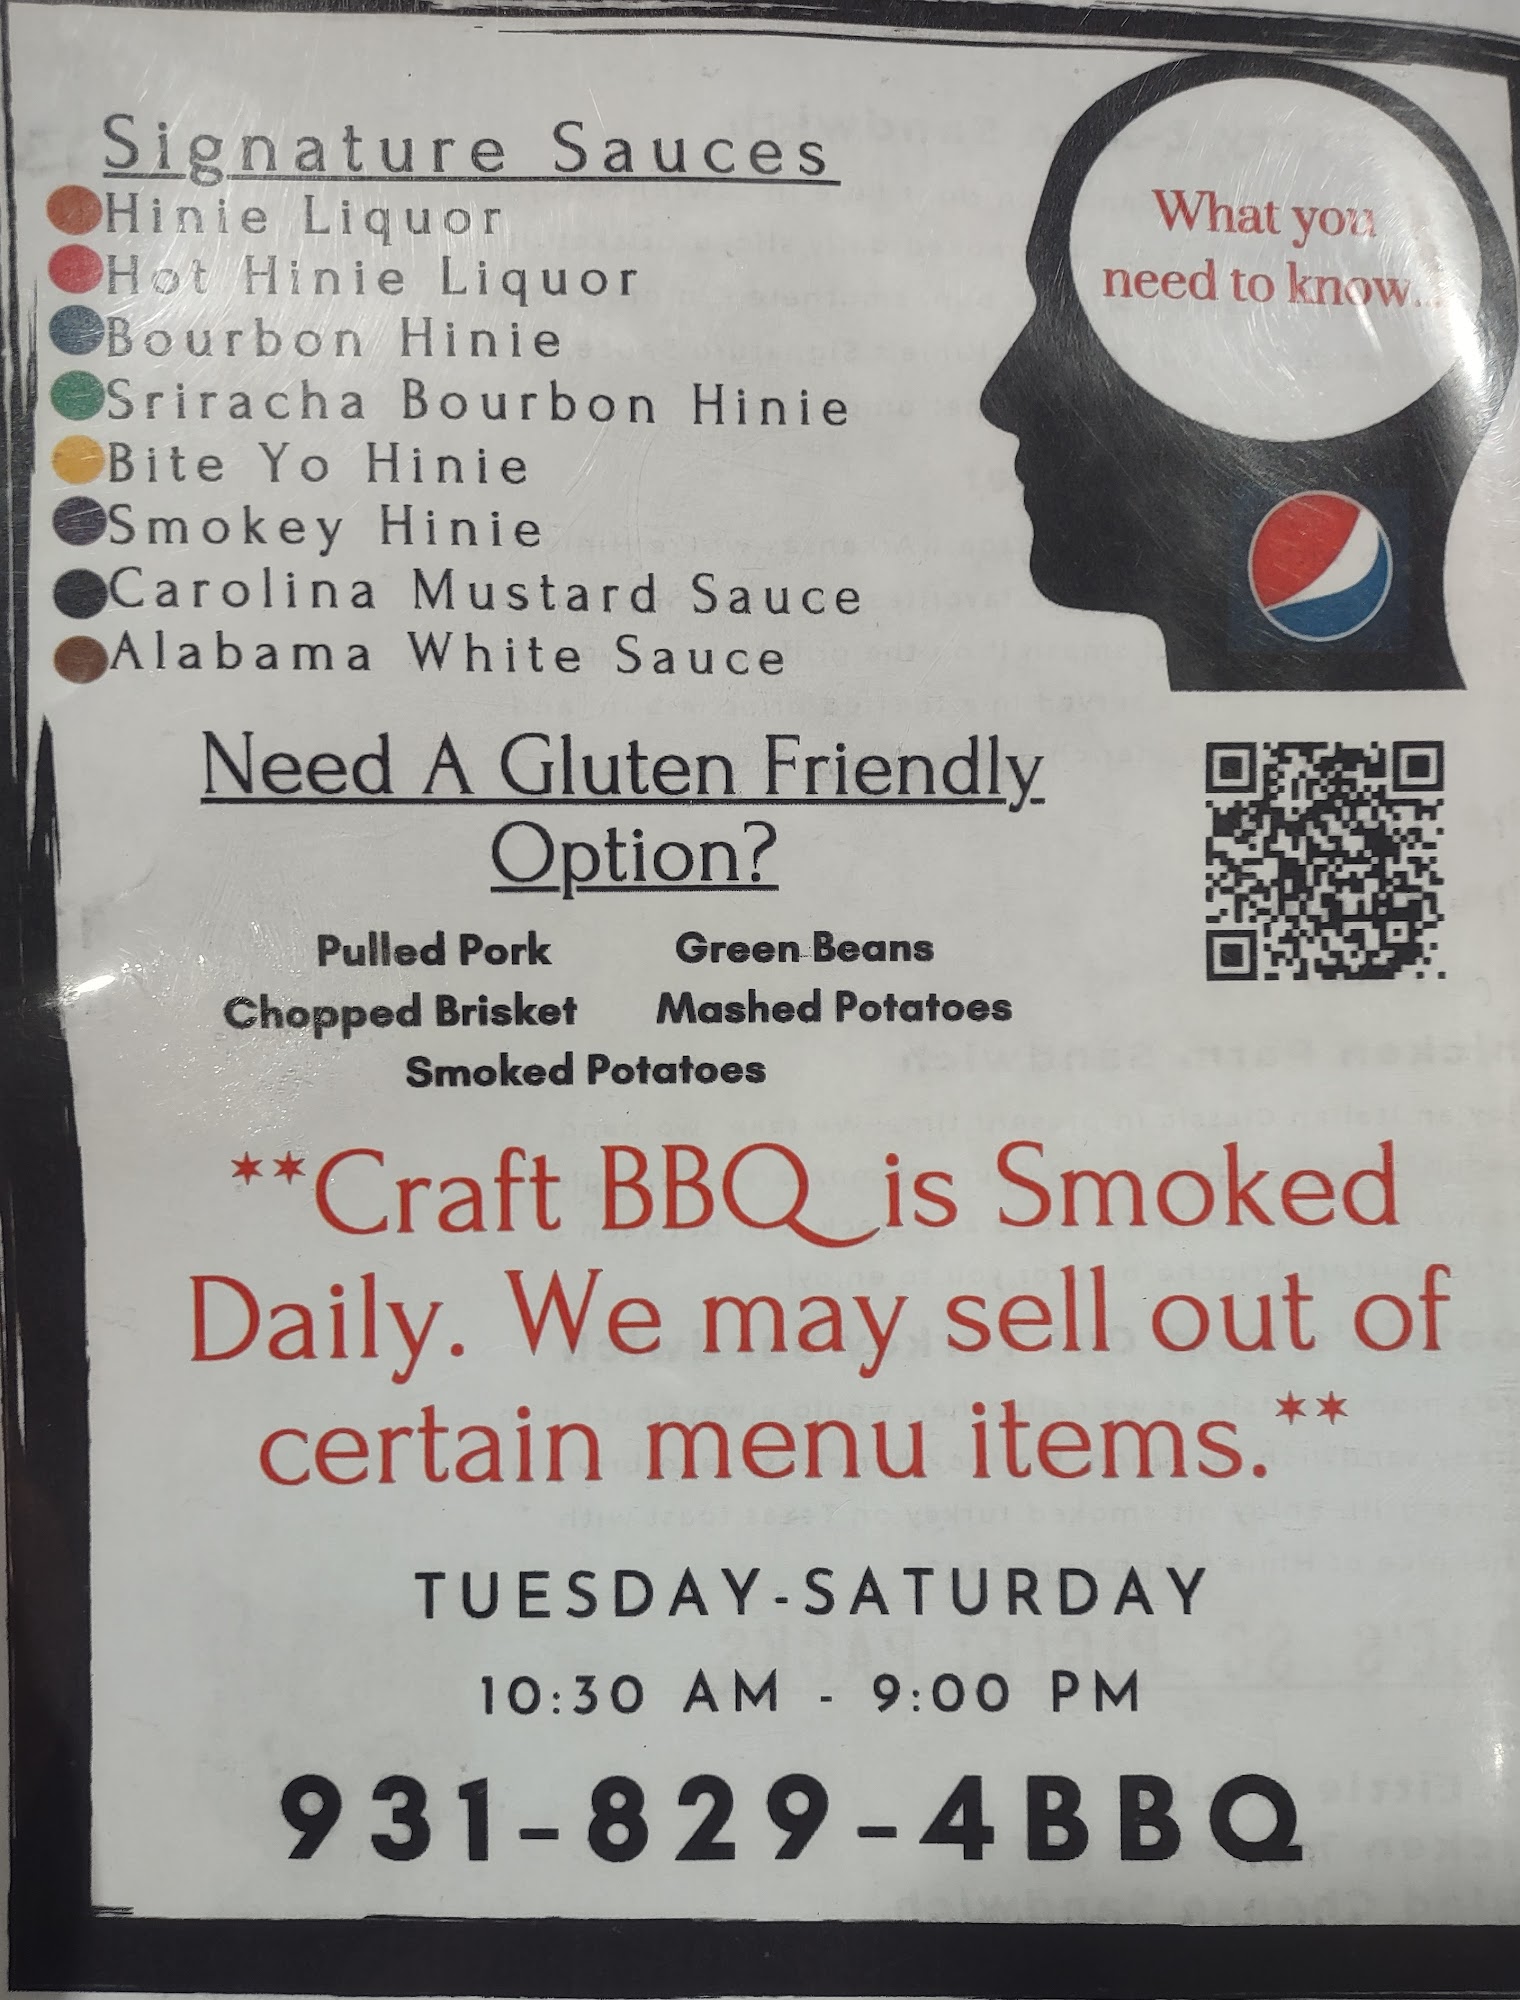 Signature Sauces
Hinie Liquor
Hot Hinie Liquor
Bourbon Hinie
Sriracha Bourbon Hinie
Bite Yo Hinie
Smokey Hinie
Carolina Mustard Sauce
Alabama White Sauce
What you
need to know...
Need A Gluten Friendly
Option?
Pulled Pork Green Beans
Chopped Brisket Mashed Potatoes
Smoked Potatoes
**Craft BBQ is Smoked
Daily. We may sell out of
certain menu items.**
TUESDAY-SATURDAY
10:30 AM - 9:00 PM
931-829-4BBQ